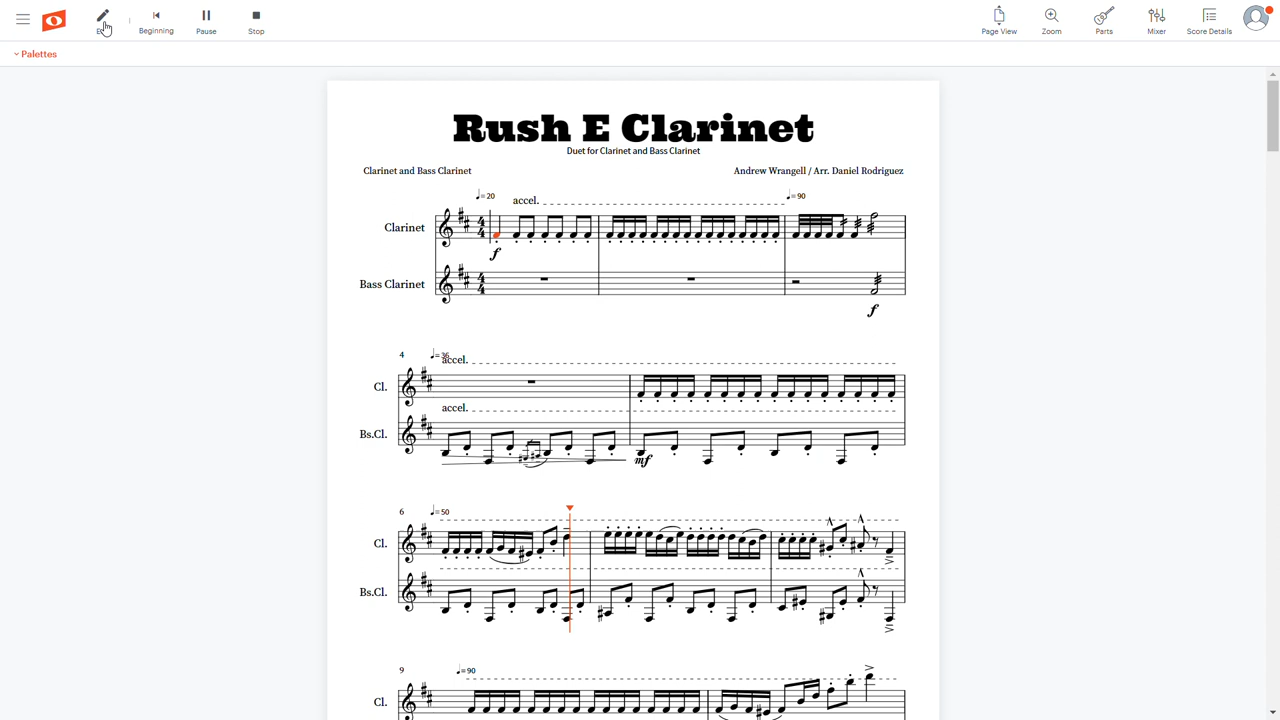 Beginning
Pause
Stop
Page View
Zoom
Parts
Mixer
Score Details
Palettes
Rush E Clarinet
Duet for Clarinet and Bass Clarinet
Clarinet and Bass Clarinet
Andrew Wrangell / Arr. Daniel Rodriguez
♩= 20
accel.
♩= 90
Clarinet
f
Bass Clarinet
f
4
♩= 36
accel.
Cl.
accel.
Bs.Cl.
mf
6
♩= 50
Cl.
Bs.Cl.
9
♩= 90
Cl.